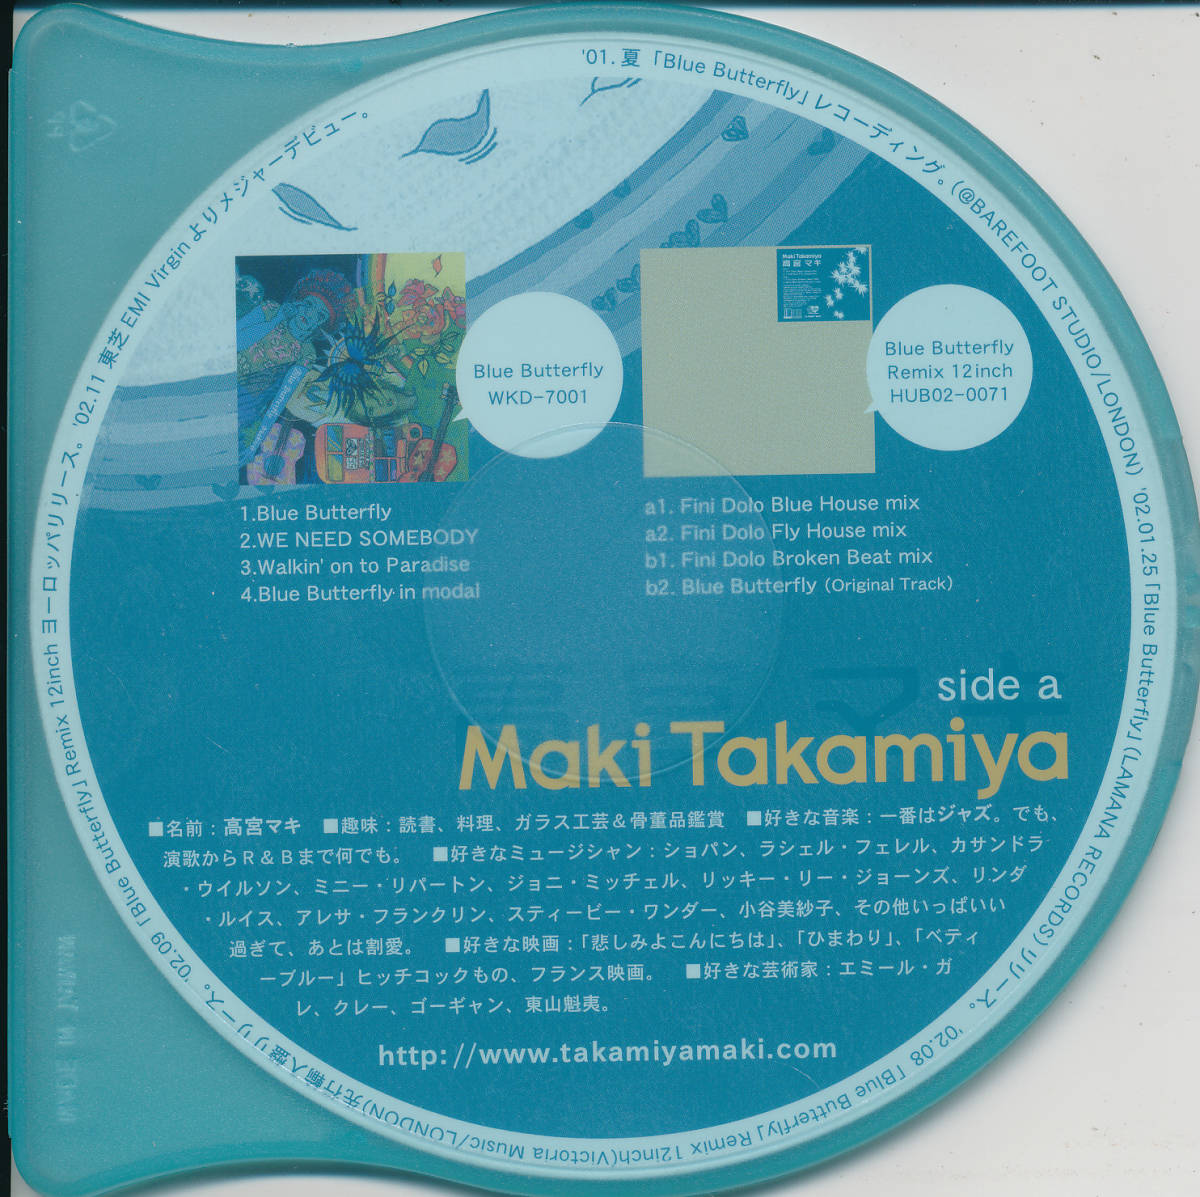 '01. 夏「Blue Butterfly」レコーディング。(@BAREFOOT STUDIO/LONDON) '02.01.25「Blue Butterfly」(LAMANA RECORDS)リリース。 '02.08「Blue Butterfly」Remix 12inch(Victoria Music/LONDON)先行輸入盤リリース。 '02.09「Blue Butterfly」Remix 12inch ヨーロッパリリース。 '02.11 東芝EMI Virginよりメジャーデビュー。
Maki Takamiya
高宮 マキ
Blue Butterfly
Blue Butterfly
WKD-7001
Blue Butterfly
Remix 12inch
HUB02-0071
1.Blue Butterfly
2.WE NEED SOMEBODY
3.Walkin' on to Paradise
4.Blue Butterfly in modal
a1. Fini Dolo Blue House mix
a2. Fini Dolo Fly House mix
b1. Fini Dolo Broken Beat mix
b2. Blue Butterfly (Original Track)
side a
高宮マキ
Maki Takamiya
■名前：高宮マキ ■趣味：読書、料理、ガラス工芸＆骨董品鑑賞 ■好きな音楽：一番はジャズ。でも、
演歌からR＆Bまで何でも。 ■好きなミュージシャン：ショパン、ラシェル・フェレル、カサンドラ
・ウイルソン、ミニー・リパートン、ジョニ・ミッチェル、リッキー・リー・ジョーンズ、リンダ
・ルイス、アレサ・フランクリン、スティービー・ワンダー、小谷美紗子、その他いっぱいい
過ぎて、あとは割愛。 ■好きな映画：「悲しみよこんにちは」、「ひまわり」、「ベティ
ーブルー」ヒッチコックもの、フランス映画。 ■好きな芸術家：エミール・ガ
レ、クレー、ゴーギャン、東山魁夷。
http://www.takamiyamaki.com
MADE IN JAPAN